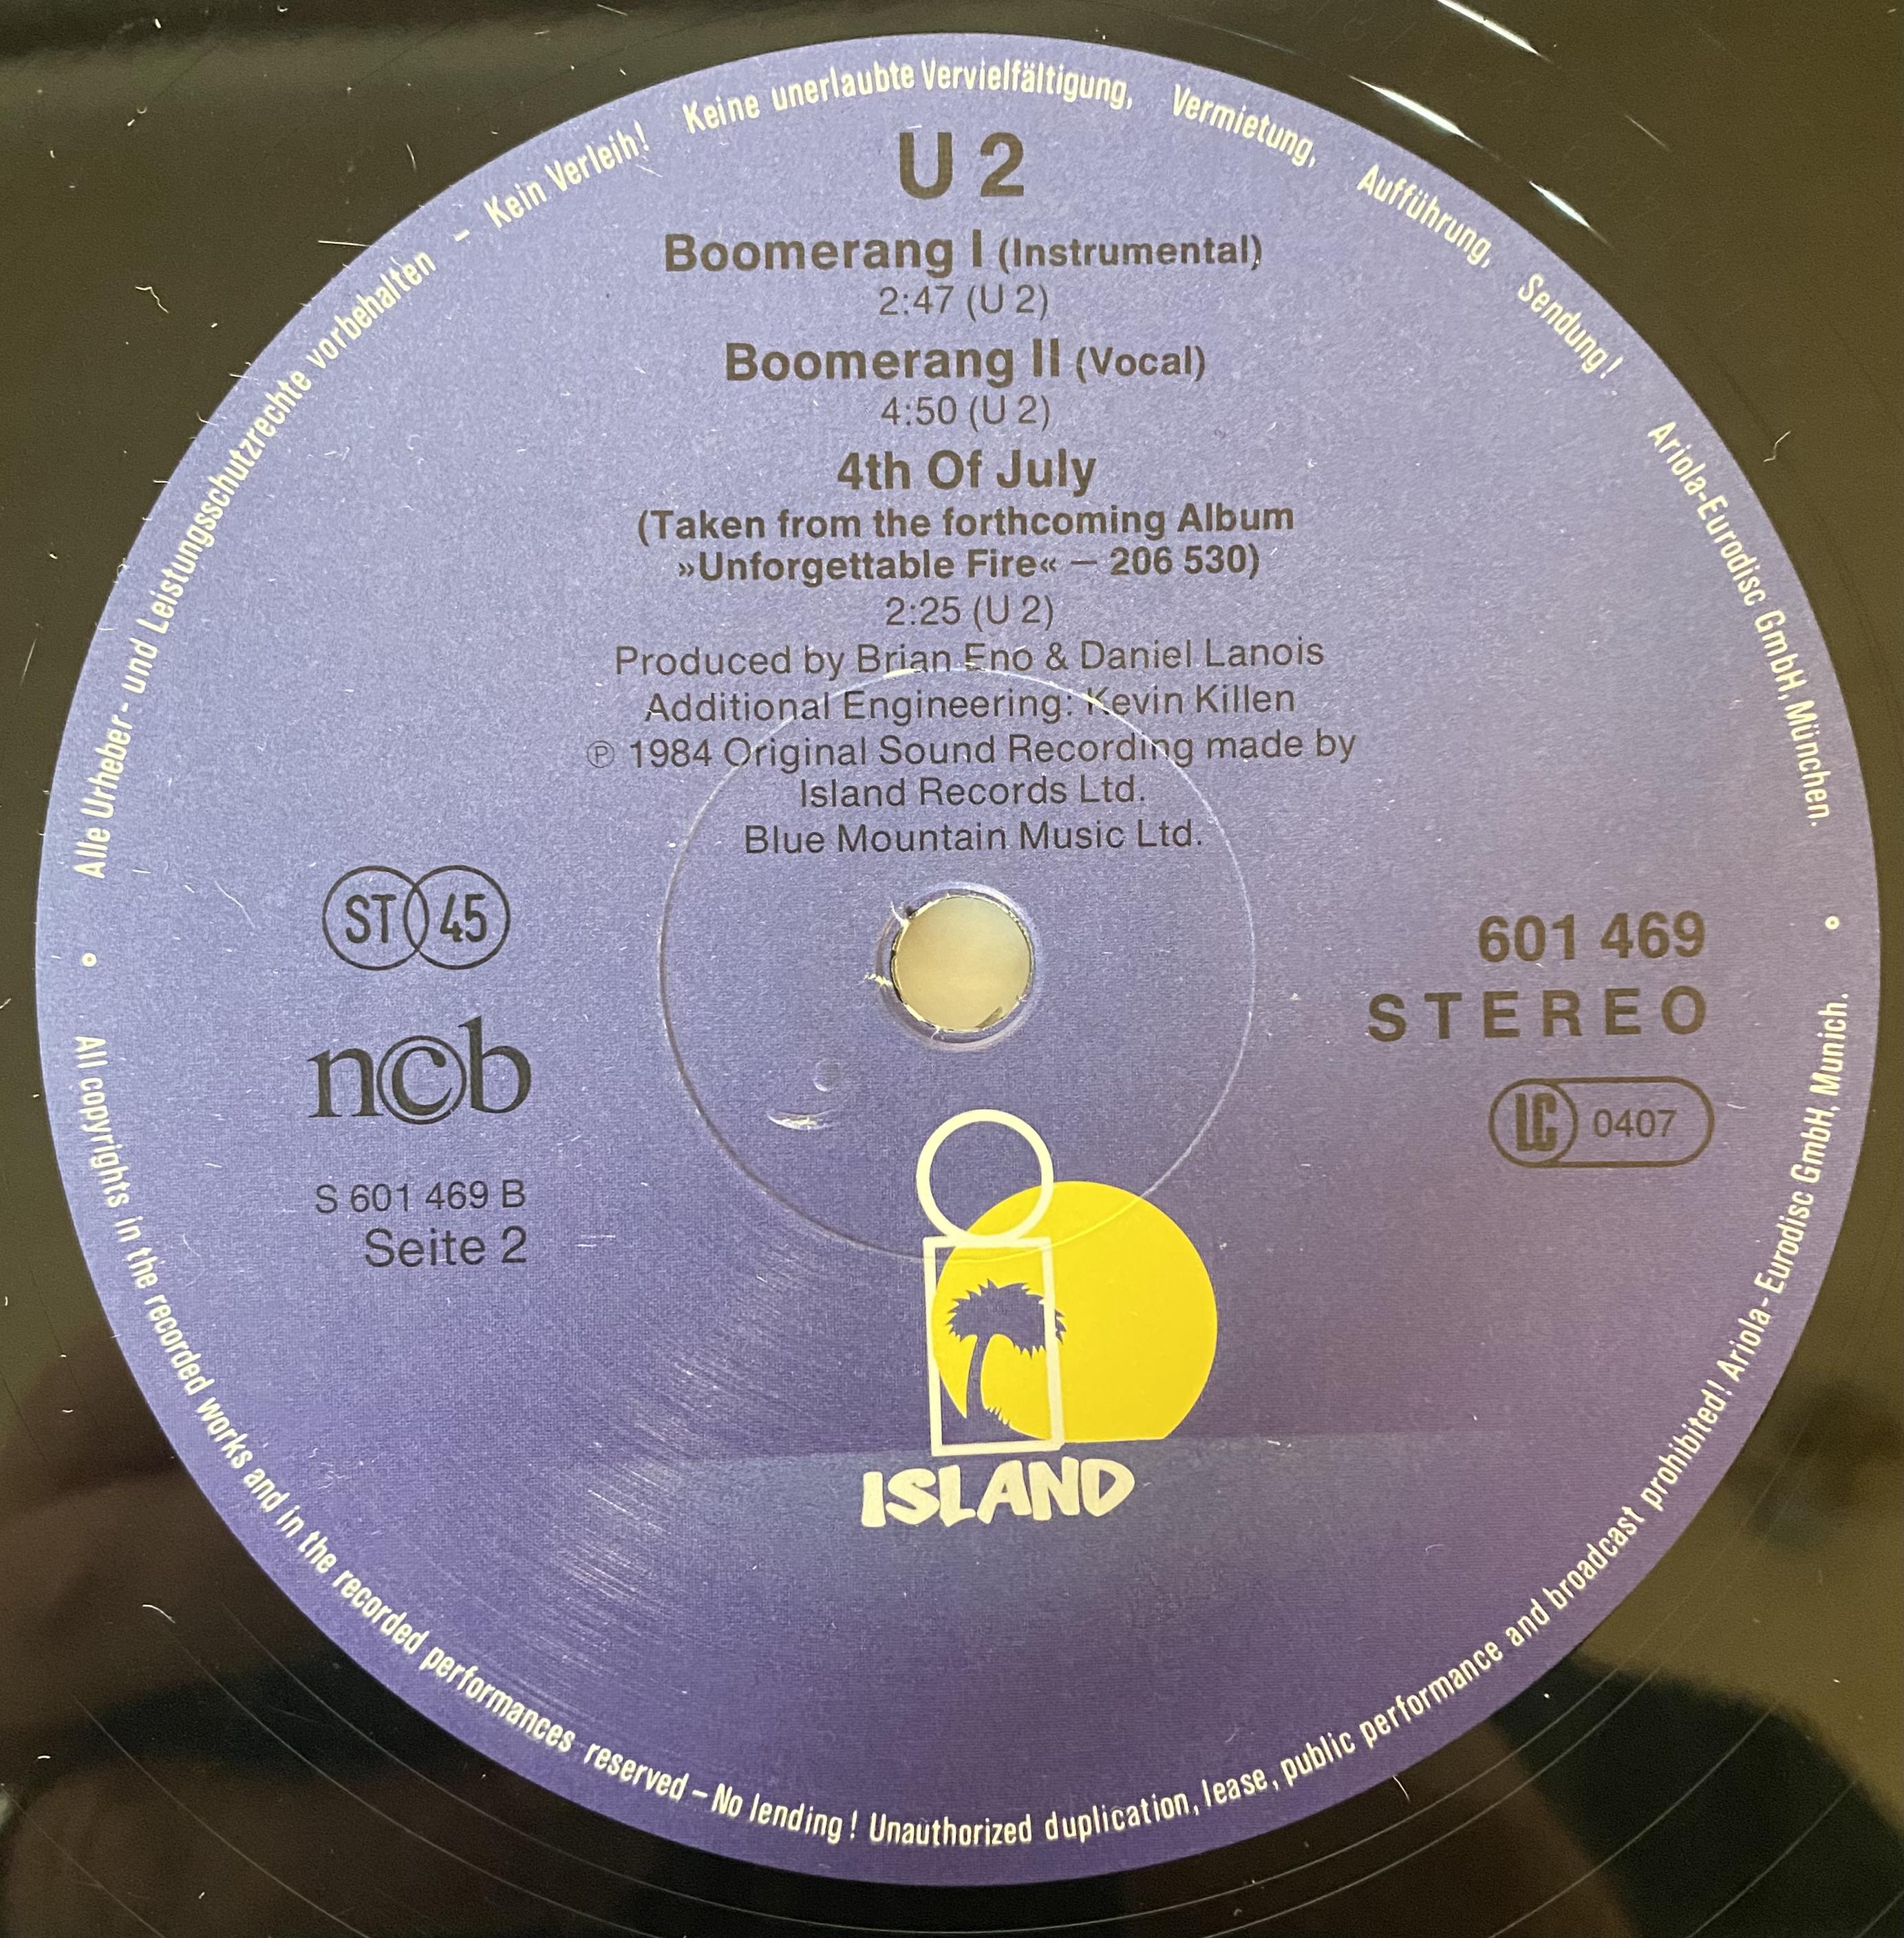 Alle Urheber- und Leistungsschutzrechte vorbehalten – Kein Verleih! Keine unerlaubte Vervielfältigung, Vermietung, Aufführung, Sendung! Ariola-Eurodisc GmbH, München.
U 2
Boomerang I (Instrumental)
2:47 (U 2)
Boomerang II (Vocal)
4:50 (U 2)
4th Of July
(Taken from the forthcoming Album
»Unforgettable Fire« – 206 530)
2:25 (U 2)
Produced by Brian Eno & Daniel Lanois
Additional Engineering: Kevin Killen
℗ 1984 Original Sound Recording made by
Island Records Ltd.
Blue Mountain Music Ltd.
ST 45
n©b
S 601 469 B
Seite 2
601 469
STEREO
LC 0407
ISLAND
All copyrights in the recorded works and in the recorded performances reserved – No lending! Unauthorized duplication, lease, public performance and broadcast prohibited! Ariola-Eurodisc GmbH, Munich.